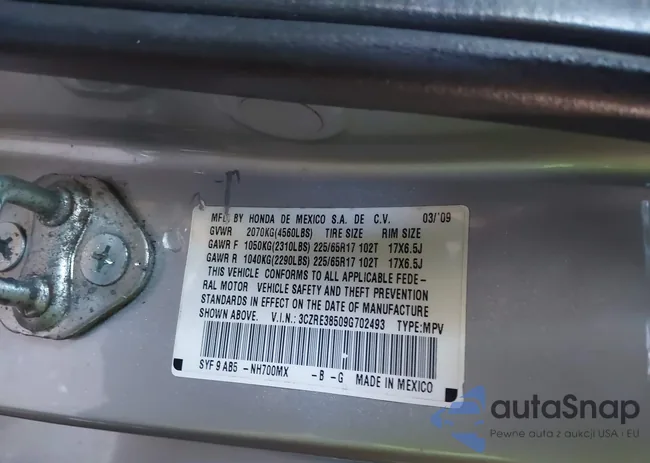 MFD. BY HONDA DE MEXICO S.A. DE C.V. 03/'09
GVWR 2070KG(4560LBS) TIRE SIZE RIM SIZE
GAWR F 1050KG(2310LBS) 225/65R17 102T 17X6.5J
GAWR R 1040KG(2290LBS) 225/65R17 102T 17X6.5J
THIS VEHICLE CONFORMS TO ALL APPLICABLE FEDE-
RAL MOTOR VEHICLE SAFETY AND THEFT PREVENTION
STANDARDS IN EFFECT ON THE DATE OF MANUFACTURE
SHOWN ABOVE. V.I.N.: 3CZRE38509G702493 TYPE:MPV
SYF 9 AB5 -NH700MX -B -G MADE IN MEXICO
autaSnap
Pewne auta z aukcji USA i EU